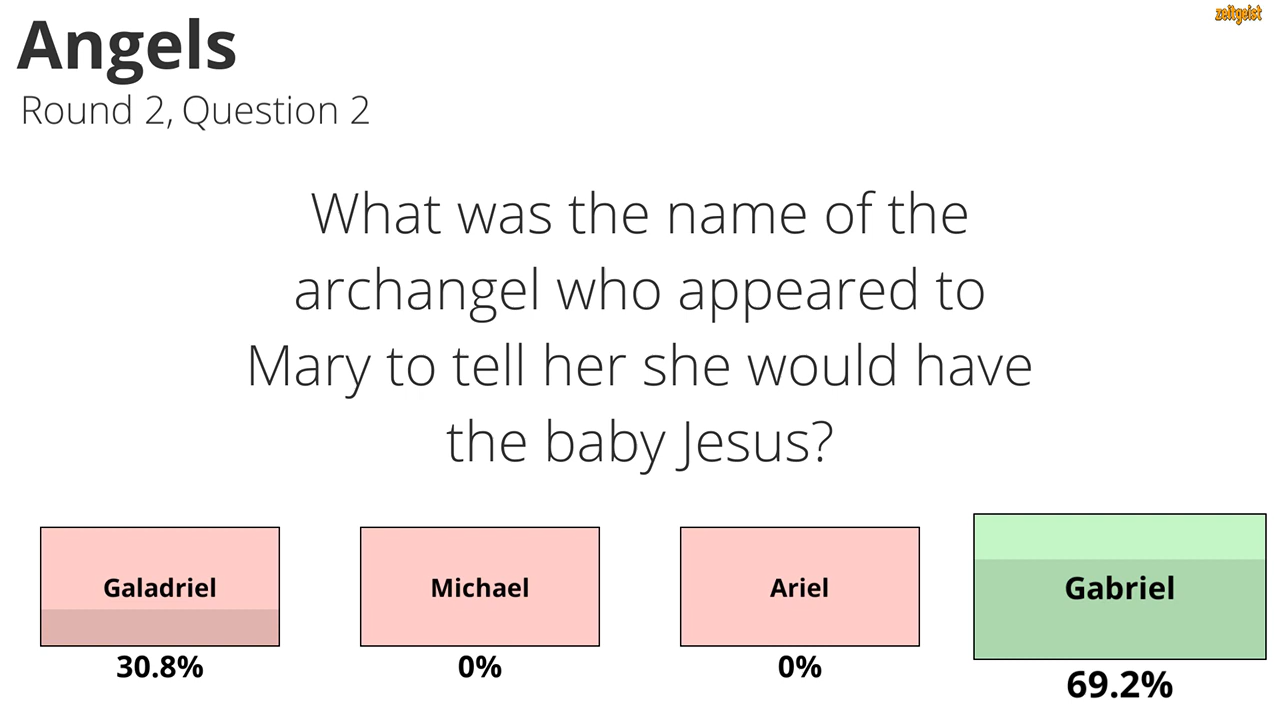 zeitgeist
Angels
Round 2, Question 2
What was the name of the
archangel who appeared to
Mary to tell her she would have
the baby Jesus?
Galadriel
Michael
Ariel
Gabriel
30.8%
0%
0%
69.2%